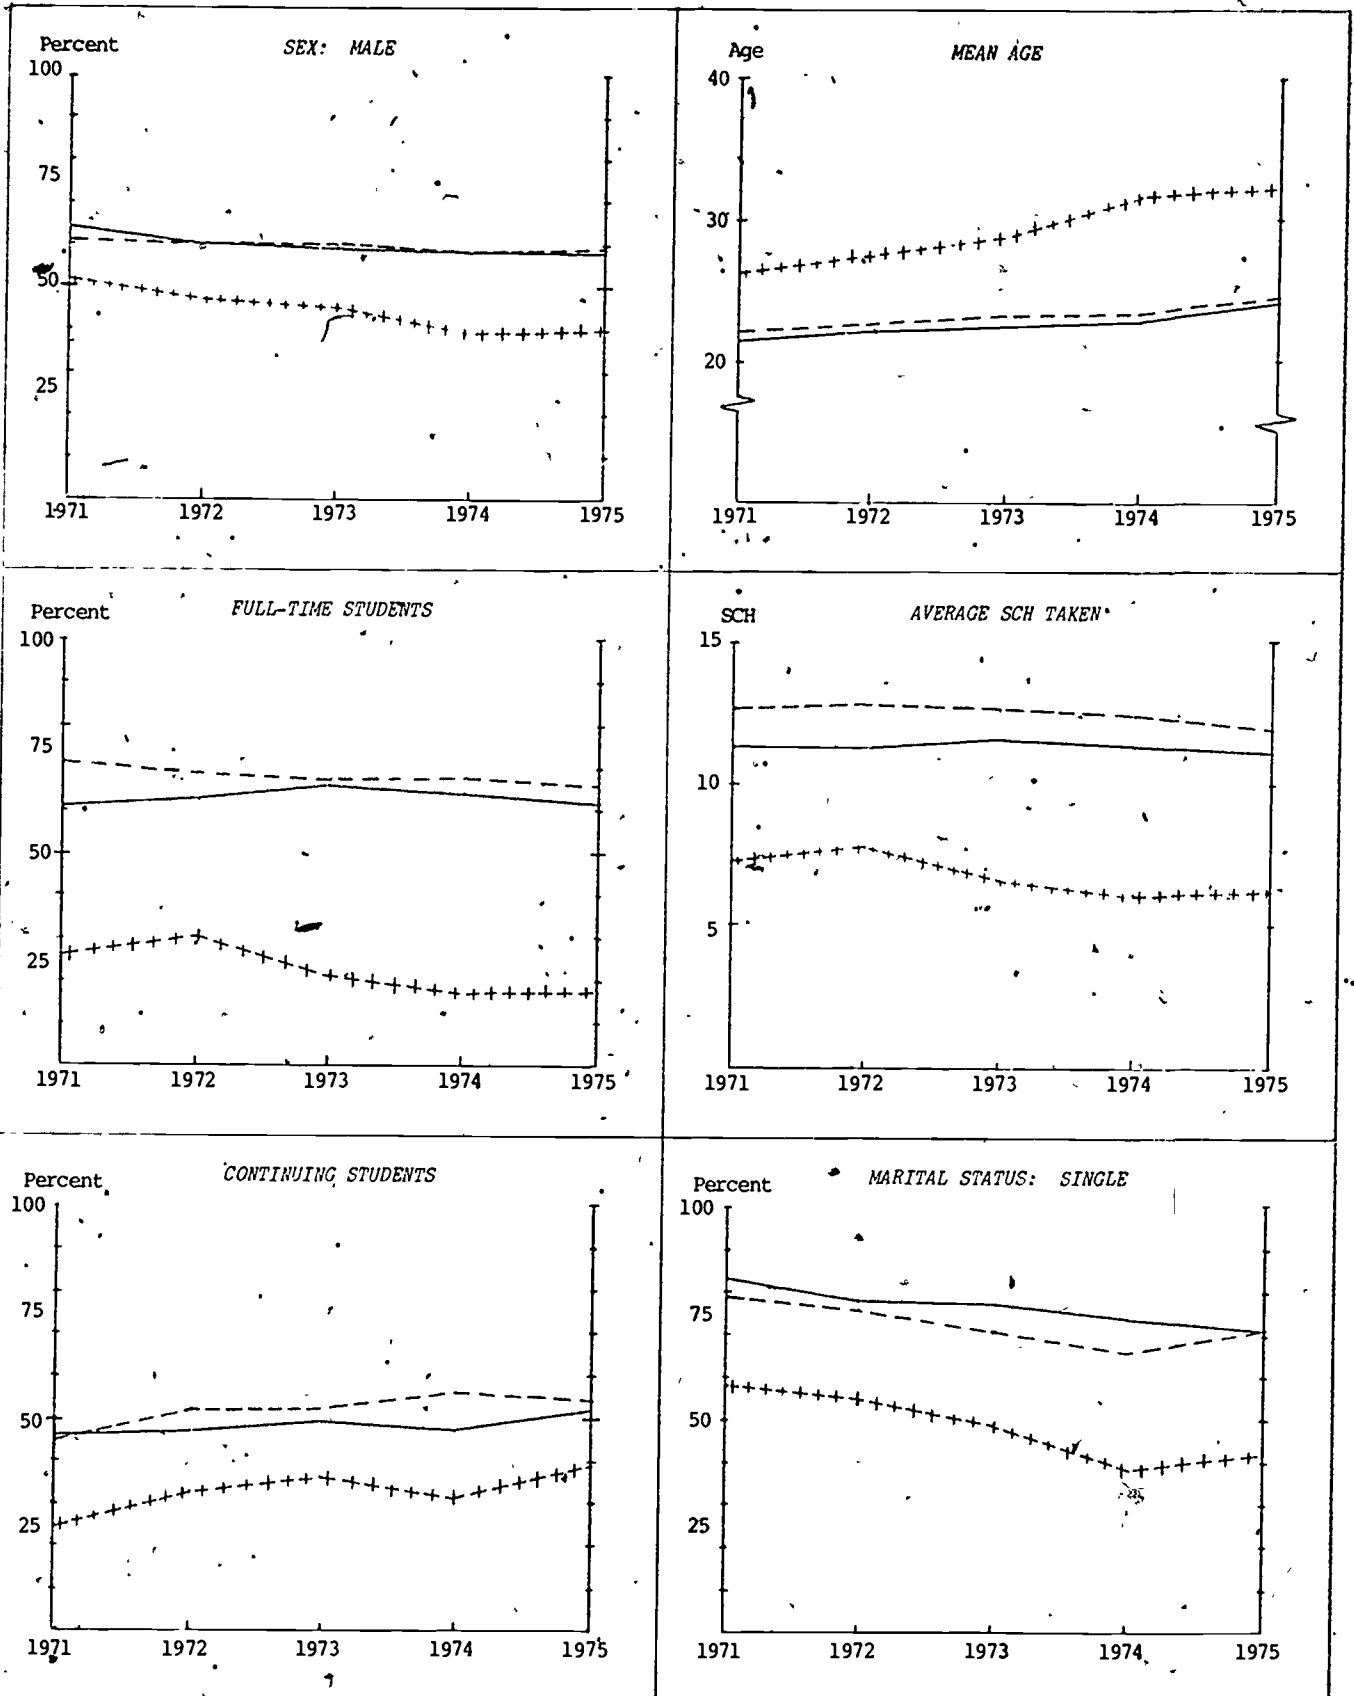 Percent SEX: MALE
100
75
50
25
1971 1972 1973 1974 1975
Age MEAN AGE
40
30
20
1971 1972 1973 1974 1975
Percent FULL-TIME STUDENTS
100
75
50
25
1971 1972 1973 1974 1975
SCH AVERAGE SCH TAKEN
15
10
5
1971 1972 1973 1974 1975
Percent CONTINUING STUDENTS
100
75
50
25
1971 1972 1973 1974 1975
Percent MARITAL STATUS: SINGLE
100
75
50
25
1971 1972 1973 1974 1975